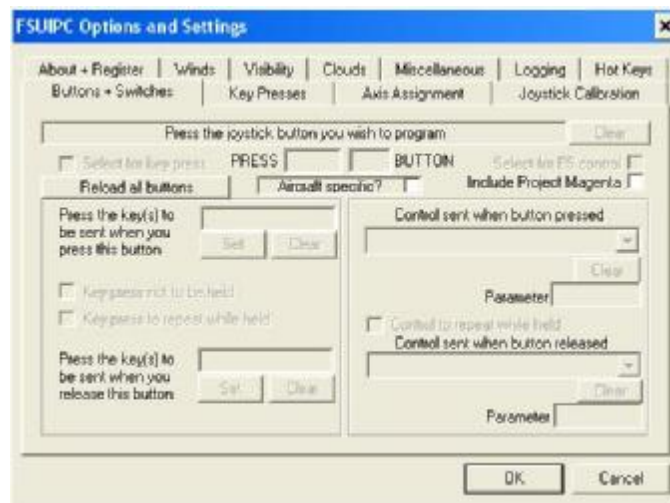 FSUIPC Options and Settings
About + Register Winds Visibility Clouds Miscellaneous Logging Hot Keys
Buttons + Switches Key Presses Axis Assignment Joystick Calibration
Press the joystick button you wish to program Clear
Select for key press PRESS BUTTON Select for FS control
Reload all buttons Aircraft specific? Include Project Magenta
Press the key(s) to
be sent when you
press this button
Set Clear
Key press not to be held
Key press to repeat while held
Press the key(s) to
be sent when you
release this button
Set Clear
Control sent when button pressed
Clear
Parameter
Control to repeat while held
Control sent when button released
Clear
Parameter
OK Cancel